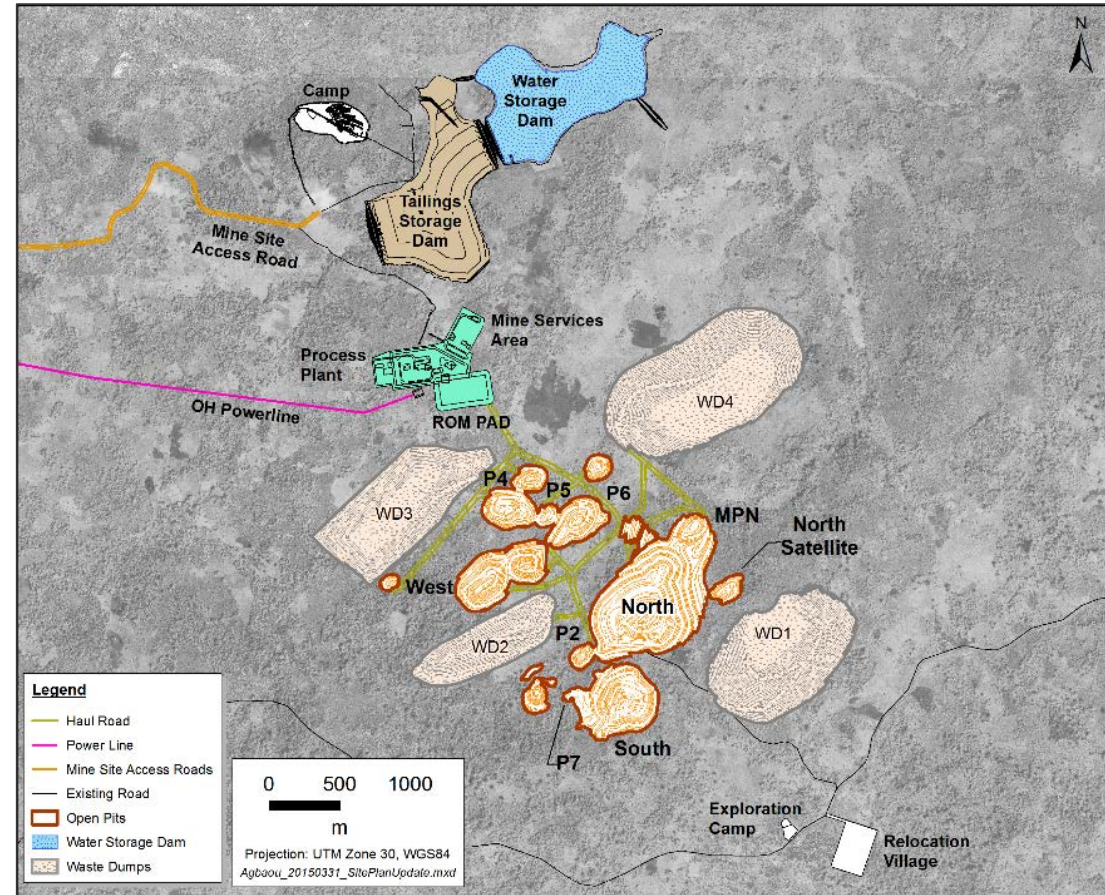 N
Water
Storage
Dam
Camp
Tailings
Storage
Dam
Mine Site
Access Road
Mine Services
Area
Process
Plant
OH Powerline
ROM PAD
WD4
P4
P5
P6
WD3
MPN
North
Satellite
West
North
P2
WD1
WD2
South
P7
Exploration
Camp
Relocation
Village
Legend
Haul Road
Power Line
Mine Site Access Roads
Existing Road
Open Pits
Water Storage Dam
Waste Dumps
0 500 1000
m
Projection: UTM Zone 30, WGS84
Agbaou_20150331_SitePlanUpdate.mxd